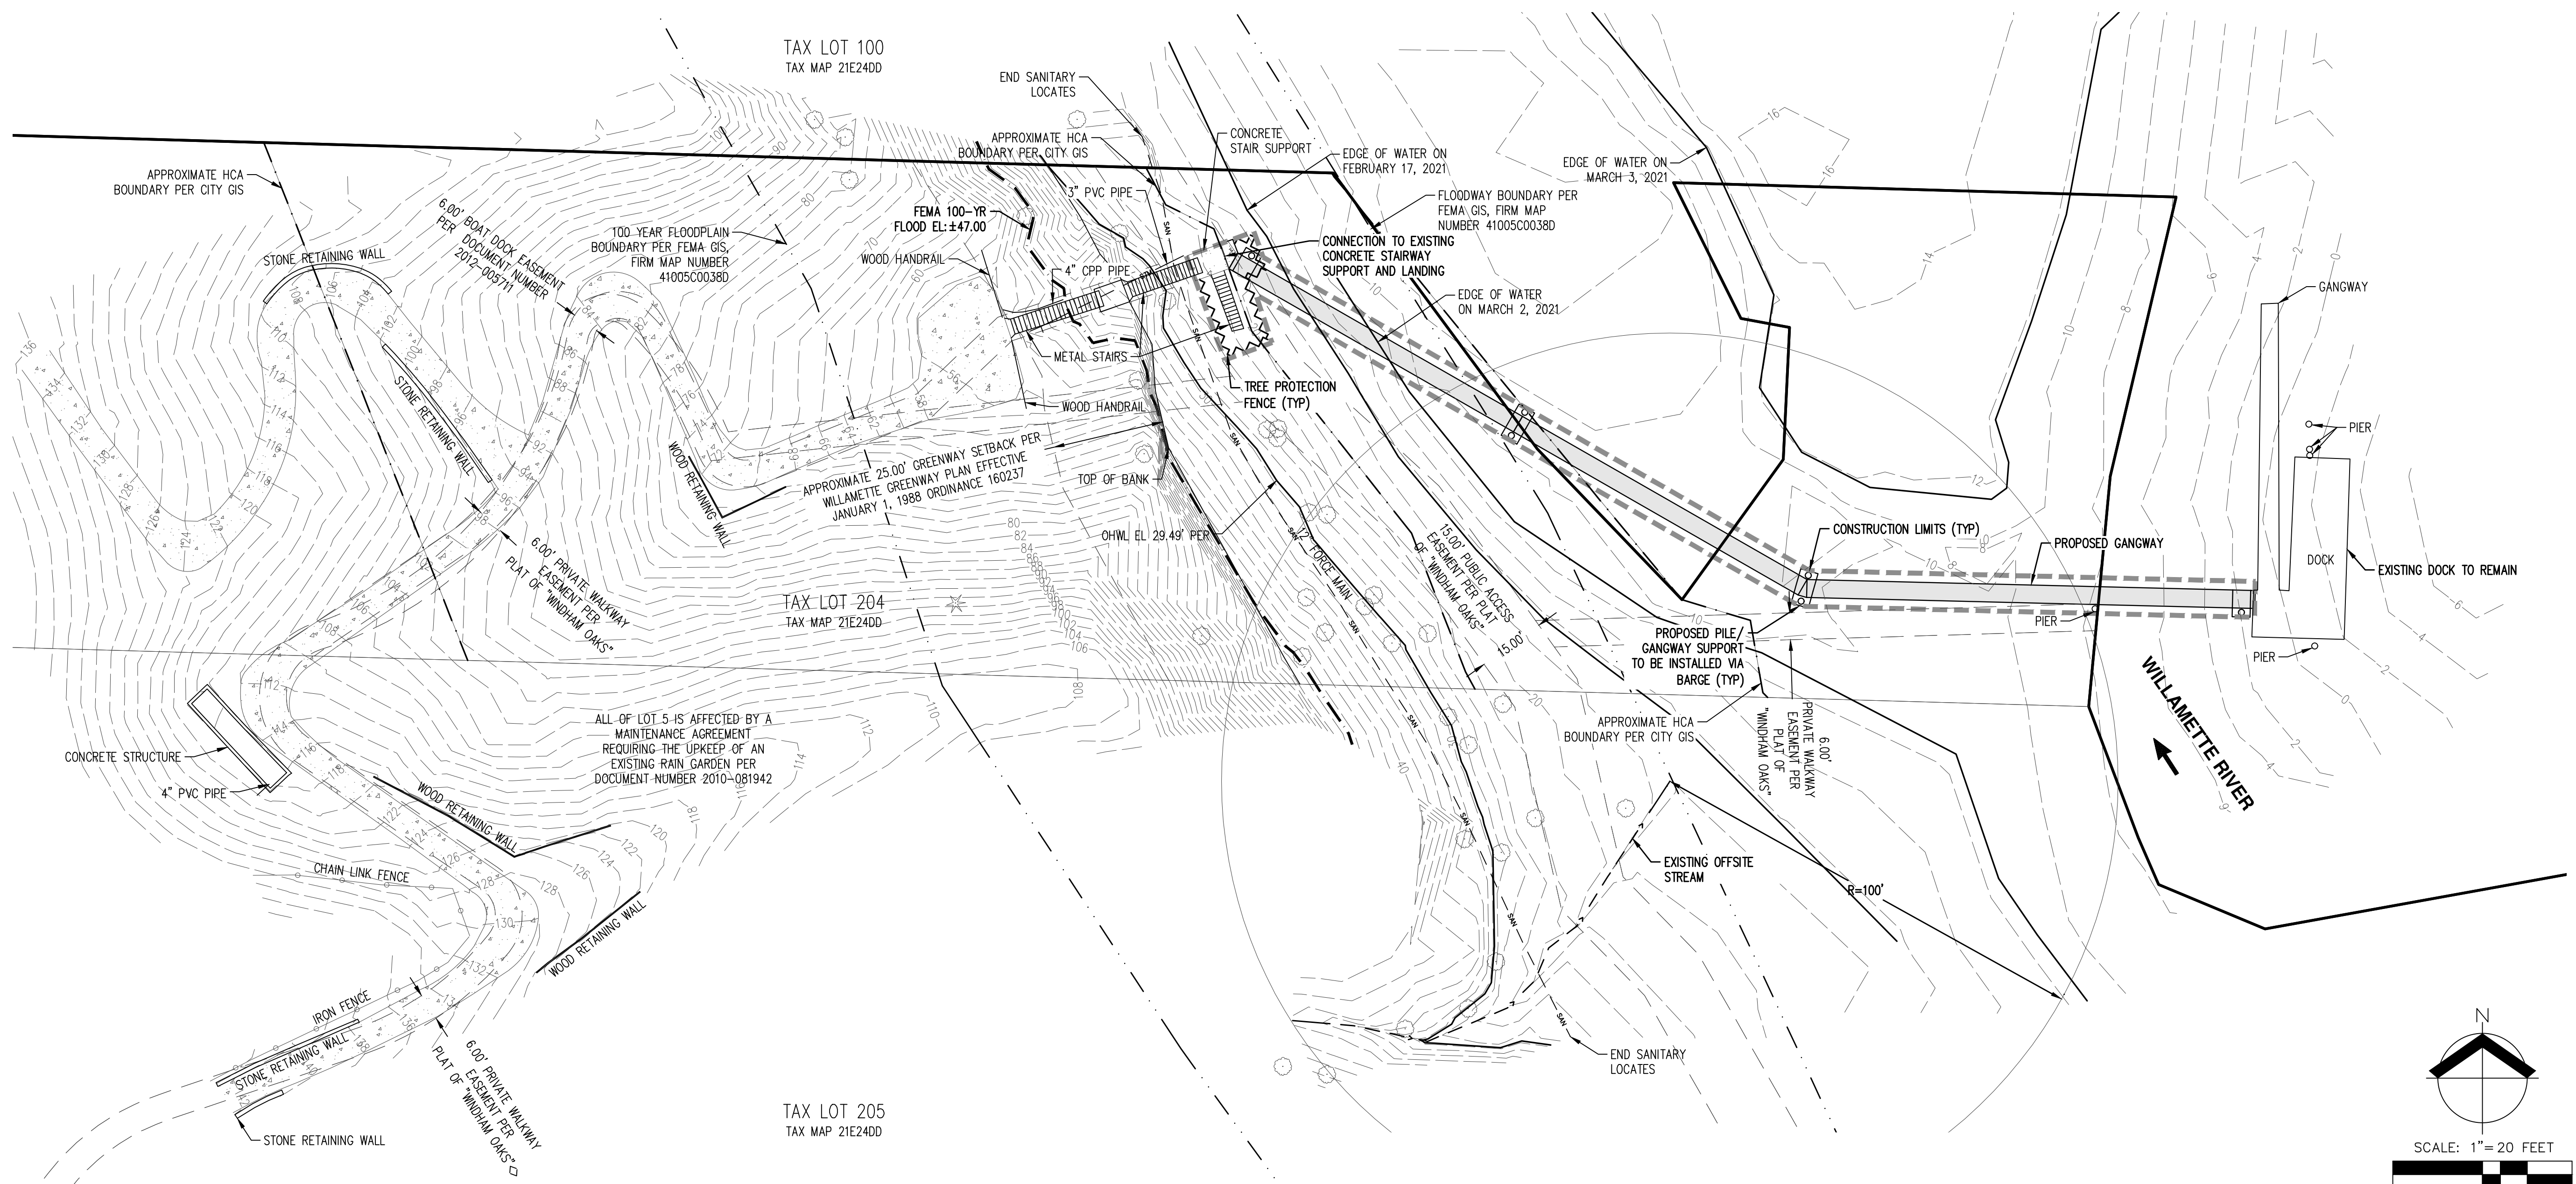 TAX LOT 100
TAX MAP 21E24DD
END SANITARY
LOCATES
APPROXIMATE HCA
BOUNDARY PER CITY GIS
CONCRETE
STAIR SUPPORT
EDGE OF WATER ON
FEBRUARY 17, 2021
EDGE OF WATER ON
MARCH 3, 2021
APPROXIMATE HCA
BOUNDARY PER CITY GIS
3" PVC PIPE
FLOODWAY BOUNDARY PER
FEMA GIS, FIRM MAP
NUMBER 41005C0038D
6.00' BOAT DOCK EASEMENT
PER DOCUMENT NUMBER
2012-005711
FEMA 100-YR
FLOOD EL:±47.00
100 YEAR FLOODPLAIN
BOUNDARY PER FEMA GIS,
FIRM MAP NUMBER
41005C0038D
STONE RETAINING WALL
WOOD HANDRAIL
4" CPP PIPE
CONNECTION TO EXISTING
CONCRETE STAIRWAY
SUPPORT AND LANDING
EDGE OF WATER
ON MARCH 2, 2021
GANGWAY
METAL STAIRS
TREE PROTECTION
FENCE (TYP)
STONE RETAINING WALL
WOOD HANDRAIL
PIER
WOOD RETAINING WALL
APPROXIMATE 25.00' GREENWAY SETBACK PER
WILLAMETTE GREENWAY PLAN EFFECTIVE
JANUARY 1, 1988 ORDINANCE 160237
TOP OF BANK
OHWL EL 29.49' PER
12" FORCE MAIN
15.00' PUBLIC ACCESS
EASEMENT PER PLAT
OF "WINDHAM OAKS"
15.00'
CONSTRUCTION LIMITS (TYP)
PROPOSED GANGWAY
DOCK
EXISTING DOCK TO REMAIN
6.00' PRIVATE WALKWAY
EASEMENT PER
PLAT OF "WINDHAM OAKS"
TAX LOT 204
TAX MAP 21E24DD
PIER
PROPOSED PILE/
GANGWAY SUPPORT
TO BE INSTALLED VIA
BARGE (TYP)
PIER
WILLAMETTE RIVER
ALL OF LOT 5 IS AFFECTED BY A
MAINTENANCE AGREEMENT
REQUIRING THE UPKEEP OF AN
EXISTING RAIN GARDEN PER
DOCUMENT NUMBER 2010-081942
APPROXIMATE HCA
BOUNDARY PER CITY GIS
6.00'
PRIVATE WALKWAY
EASEMENT PER
PLAT OF
"WINDHAM OAKS"
CONCRETE STRUCTURE
4" PVC PIPE
WOOD RETAINING WALL
CHAIN LINK FENCE
EXISTING OFFSITE
STREAM
R=100'
WOOD RETAINING WALL
IRON FENCE
STONE RETAINING WALL
6.00' PRIVATE WALKWAY
EASEMENT PER
PLAT OF "WINDHAM OAKS"
STONE RETAINING WALL
END SANITARY
LOCATES
TAX LOT 205
TAX MAP 21E24DD
N
SCALE: 1"=20 FEET